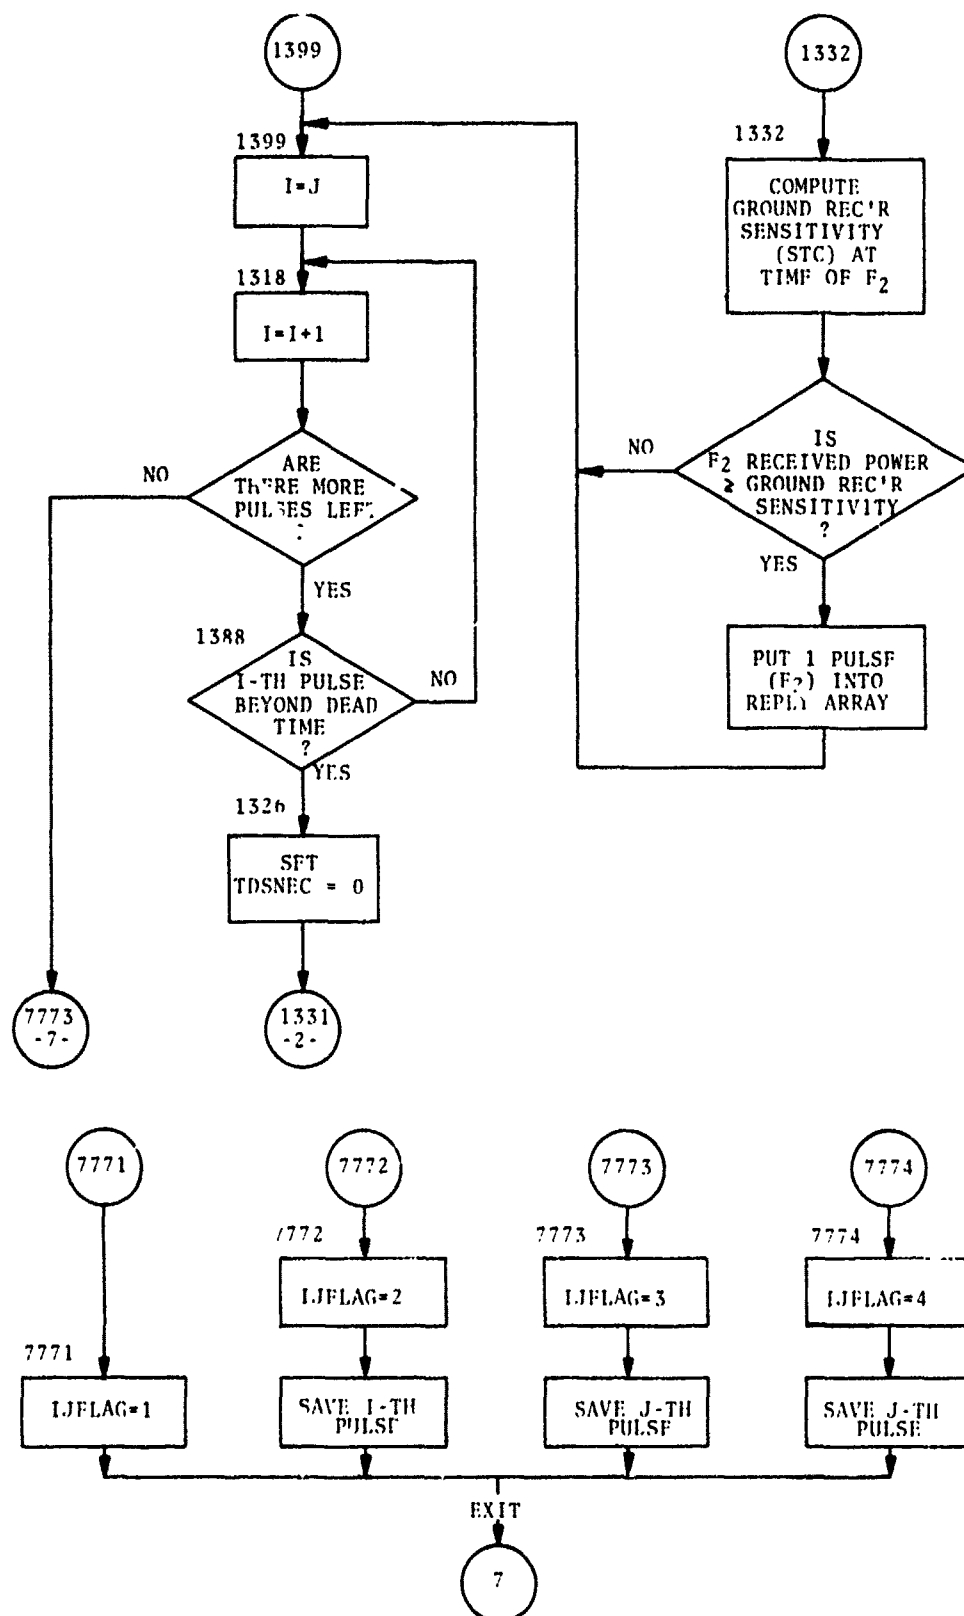 1399
1399
I=J
1318
I=I+1
ARE
THERE MORE
PULSES LEFT
?
NO
YES
1388
IS
I-TH PULSE
BEYOND DEAD
TIME
?
NO
YES
1326
SET
TDSNEC = 0
7773
-7-
1331
-2-
1332
1332
COMPUTE
GROUND REC'R
SENSITIVITY
(STC) AT
TIME OF F2
IS
F2 RECEIVED POWER
≥ GROUND REC'R
SENSITIVITY
?
NO
YES
PUT 1 PULSE
(F2) INTO
REPLY ARRAY
7771
7772
7773
7774
7772
7773
7774
IJFLAG=2
IJFLAG=3
IJFLAG=4
7771
IJFLAG=1
SAVE I-TH
PULSE
SAVE J-TH
PULSE
SAVE J-TH
PULSE
EXIT
7